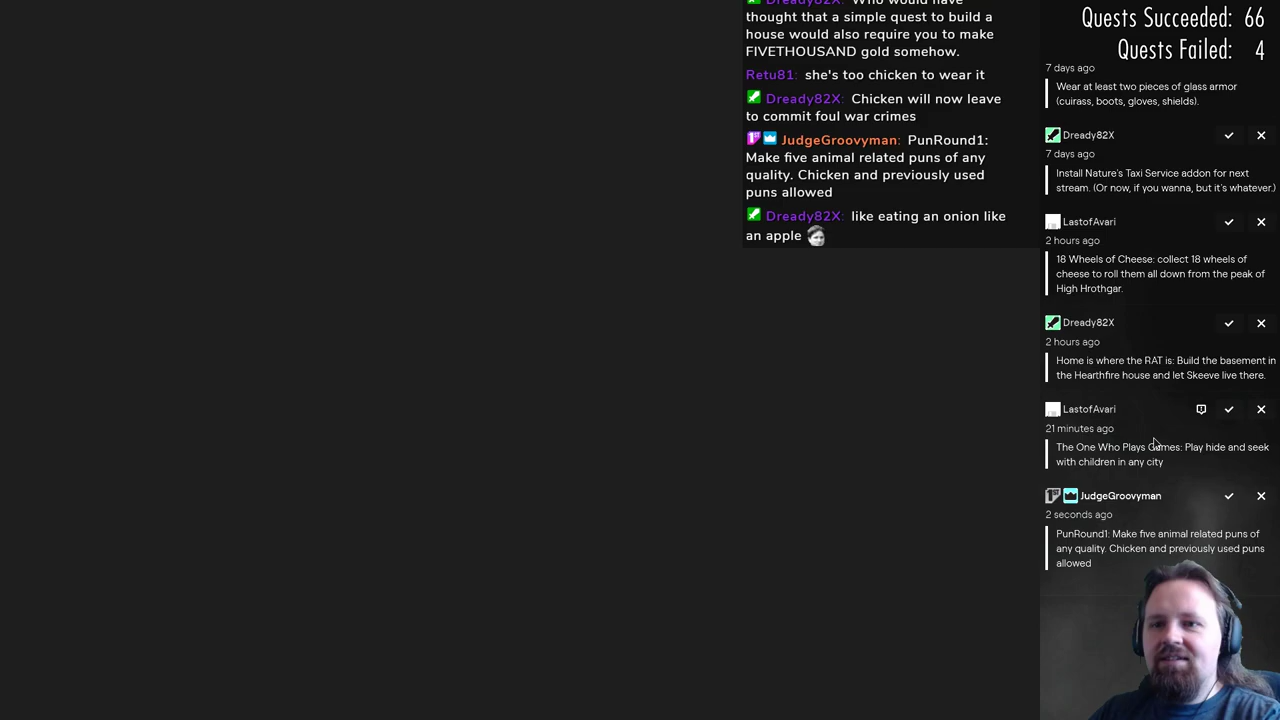 Dready82X: Who would have
thought that a simple quest to build a
house would also require you to make
FIVETHOUSAND gold somehow.
Retu81: she's too chicken to wear it
Dready82X: Chicken will now leave
to commit foul war crimes
JudgeGroovyman: PunRound1:
Make five animal related puns of any
quality. Chicken and previously used
puns allowed
Dready82X: like eating an onion like
an apple
Quests Succeeded: 66
Quests Failed: 4
7 days ago
Wear at least two pieces of glass armor
(cuirass, boots, gloves, shields).
Dready82X
7 days ago
Install Nature's Taxi Service addon for next
stream. (Or now, if you wanna, but it's whatever.)
LastofAvari
2 hours ago
18 Wheels of Cheese: collect 18 wheels of
cheese to roll them all down from the peak of
High Hrothgar.
Dready82X
2 hours ago
Home is where the RAT is: Build the basement in
the Hearthfire house and let Skeeve live there.
LastofAvari
21 minutes ago
The One Who Plays Games: Play hide and seek
with children in any city
JudgeGroovyman
2 seconds ago
PunRound1: Make five animal related puns of
any quality. Chicken and previously used puns
allowed